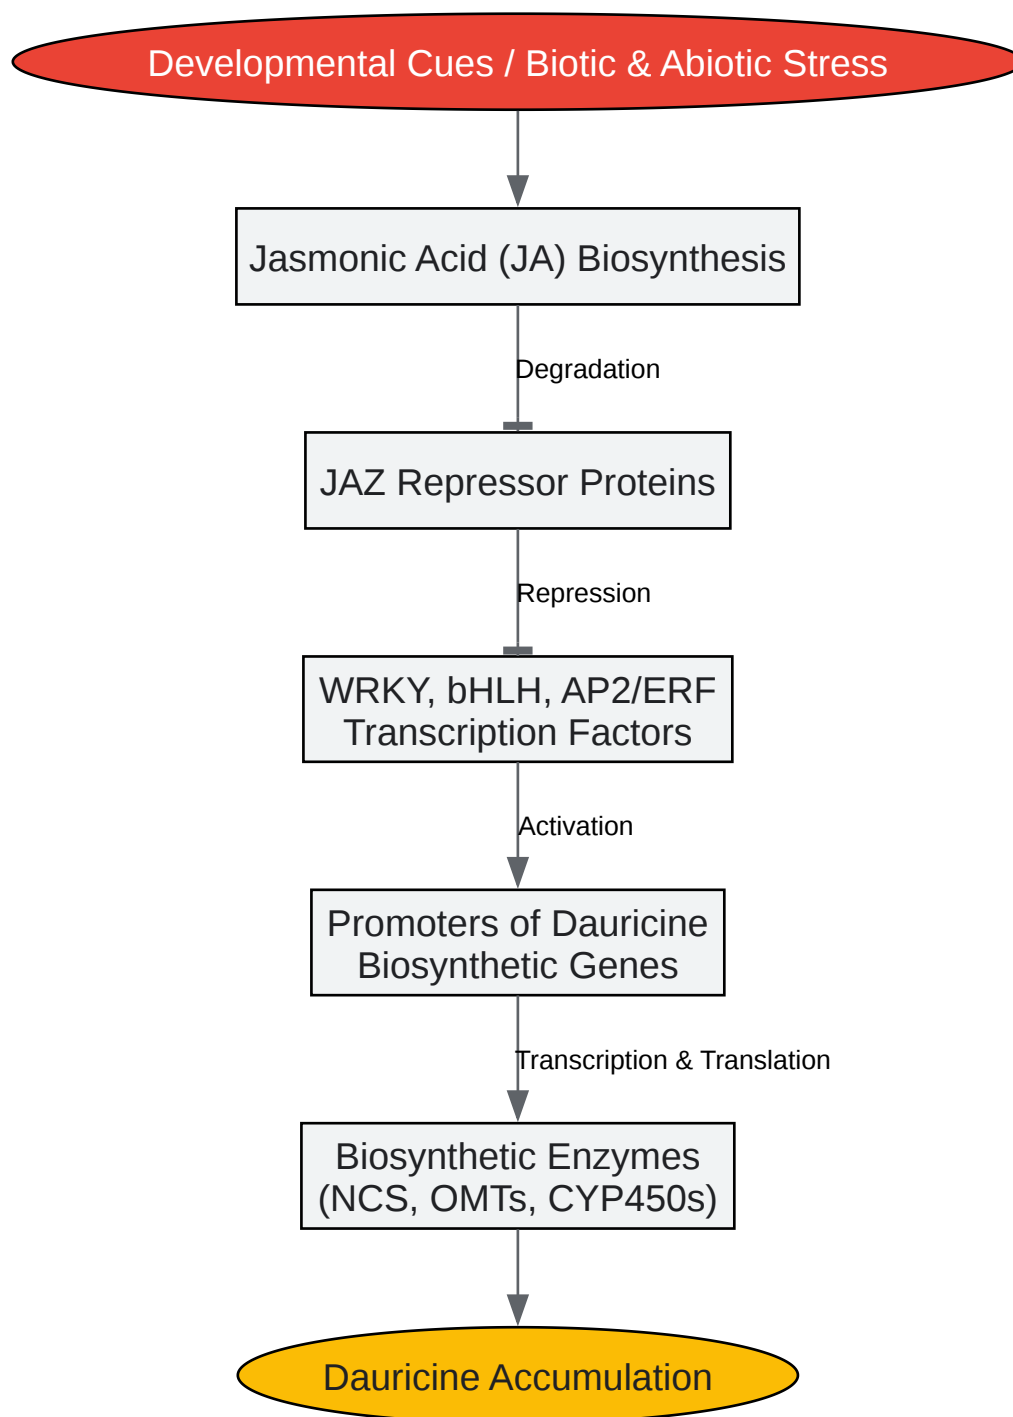 Developmental Cues / Biotic & Abiotic Stress
Jasmonic Acid (JA) Biosynthesis
Degradation
JAZ Repressor Proteins
Repression
WRKY, bHLH, AP2/ERF
Transcription Factors
Activation
Promoters of Dauricine
Biosynthetic Genes
Transcription & Translation
Biosynthetic Enzymes
(NCS, OMTs, CYP450s)
Dauricine Accumulation